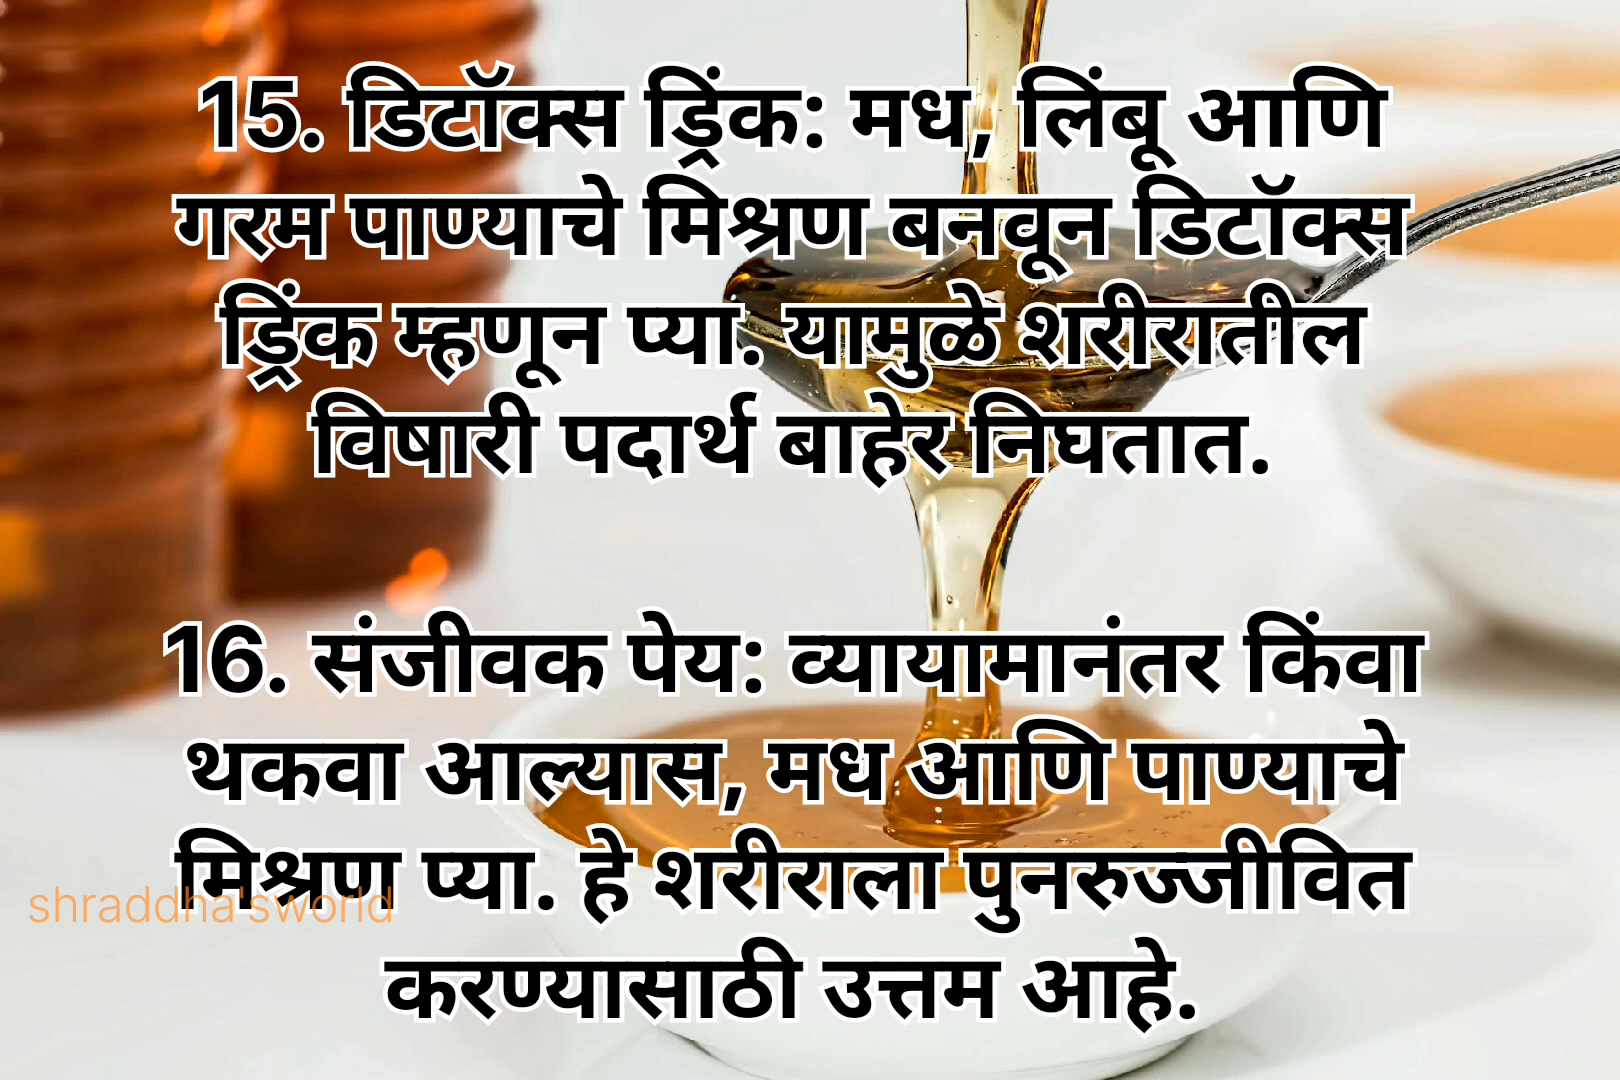 15. डिटॉक्स ड्रिंक: मध, लिंबू आणि
गरम पाण्याचे मिश्रण बनवून डिटॉक्स
ड्रिंक म्हणून प्या. यामुळे शरीरातील
विषारी पदार्थ बाहेर निघतात.
16. संजीवक पेय: व्यायामानंतर किंवा
थकवा आल्यास, मध आणि पाण्याचे
मिश्रण प्या. हे शरीराला पुनरुज्जीवित
shraddha'sworld
करण्यासाठी उत्तम आहे.